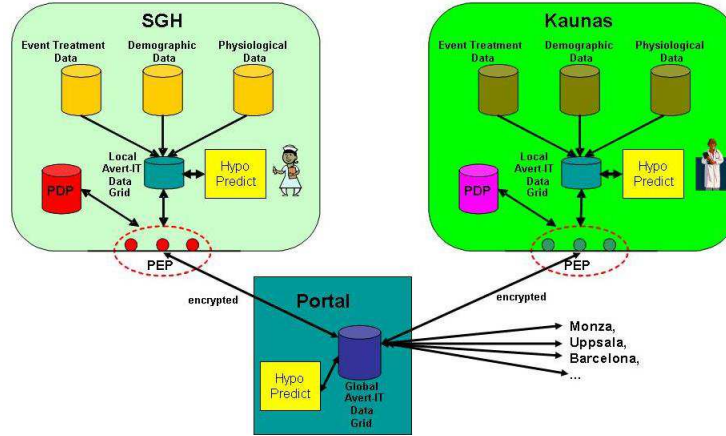 SGH
Event Treatment
Data
Demographic
Data
Physiological
Data
Local
Avert-IT
Data
Grid
Hypo
Predict
PDP
PEP
Kaunas
Event Treatment
Data
Demographic
Data
Physiological
Data
Local
Avert-IT
Data
Grid
Hypo
Predict
PDP
PEP
encrypted
encrypted
Portal
Hypo
Predict
Global
Avert-IT
Data
Grid
Monza,
Uppsala,
Barcelona,
...